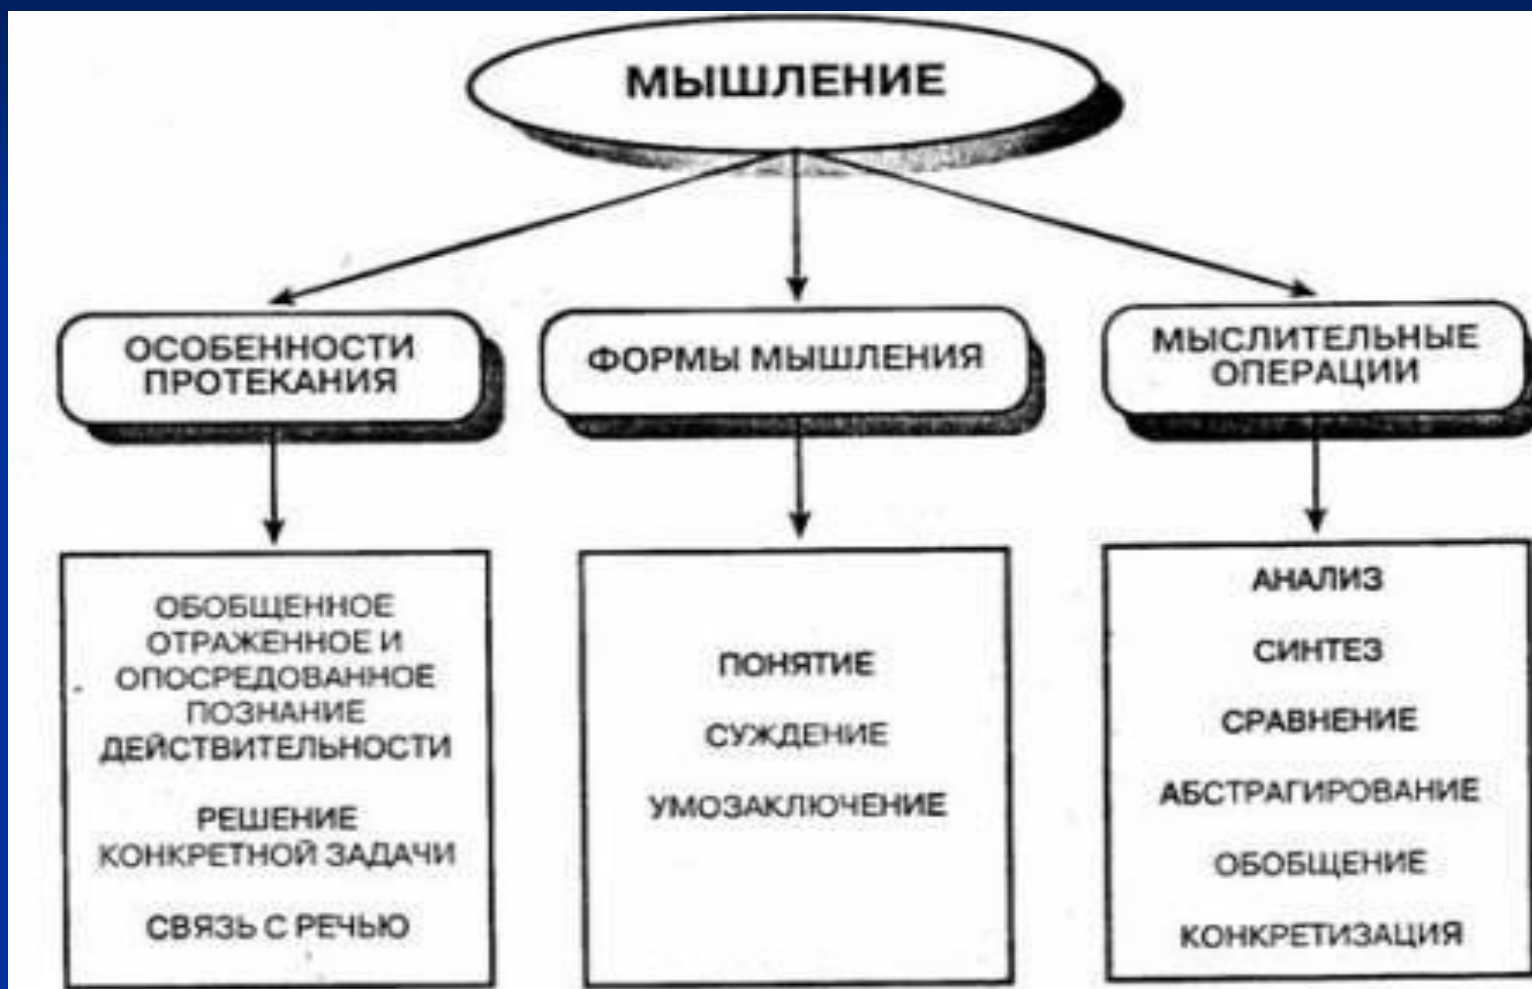 МЫШЛЕНИЕ
ОСОБЕННОСТИ
ПРОТЕКАНИЯ
ФОРМЫ МЫШЛЕНИЯ
МЫСЛИТЕЛЬНЫЕ
ОПЕРАЦИИ
ОБОБЩЕННОЕ
ОТРАЖЕННОЕ И
ОПОСРЕДОВАННОЕ
ПОЗНАНИЕ
ДЕЙСТВИТЕЛЬНОСТИ
РЕШЕНИЕ
КОНКРЕТНОЙ ЗАДАЧИ
СВЯЗЬ С РЕЧЬЮ
ПОНЯТИЕ
СУЖДЕНИЕ
УМОЗАКЛЮЧЕНИЕ
АНАЛИЗ
СИНТЕЗ
СРАВНЕНИЕ
АБСТРАГИРОВАНИЕ
ОБОБЩЕНИЕ
КОНКРЕТИЗАЦИЯ